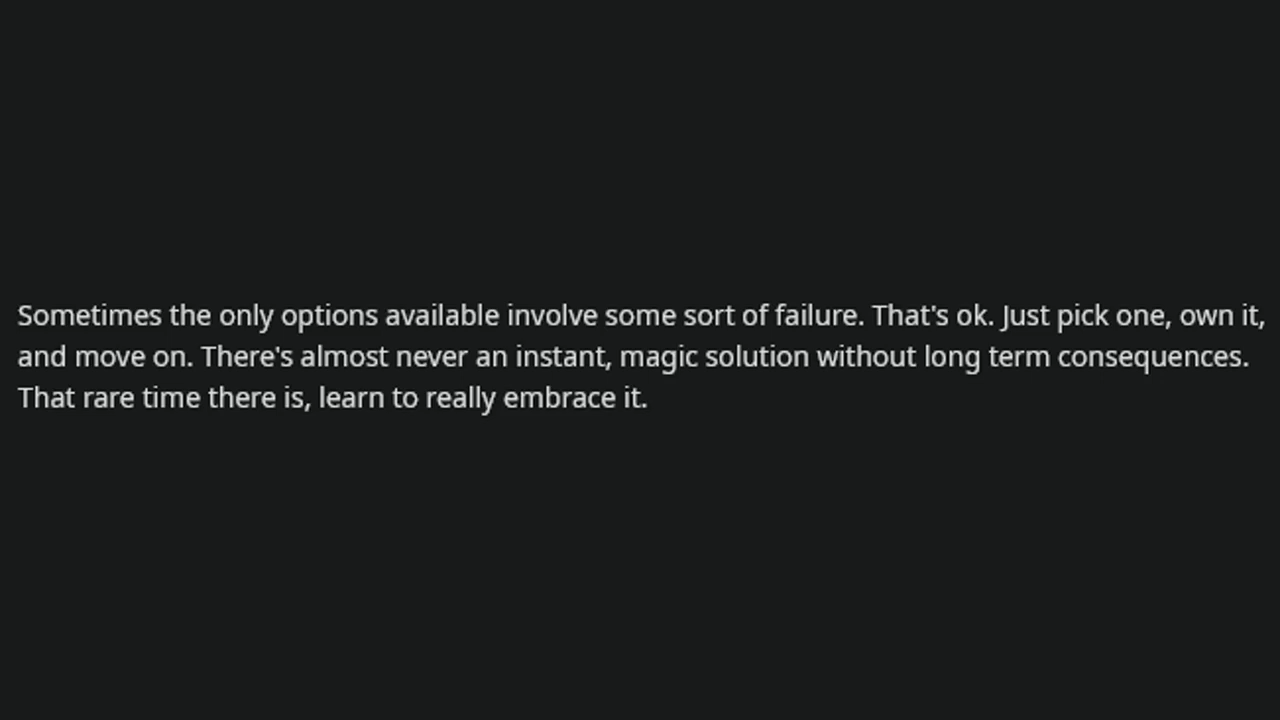 Sometimes the only options available involve some sort of failure. That's ok. Just pick one, own it,
and move on. There's almost never an instant, magic solution without long term consequences.
That rare time there is, learn to really embrace it.